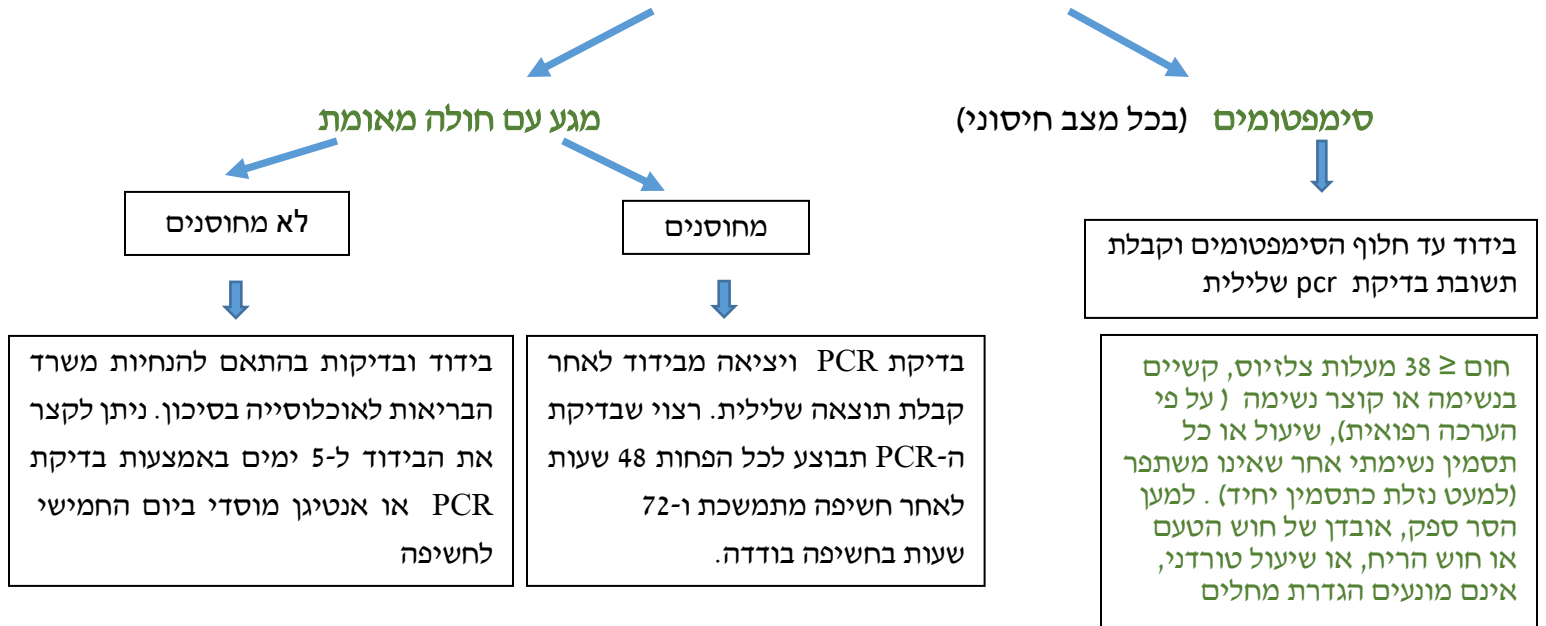 סימפטומים (בכל מצב חיסוני)
בידוד עד חלוף הסימפטומים וקבלת
תשובת בדיקת pcr שלילית
חום ≥ 38 מעלות צלזיוס, קשיים
בנשימה או קוצר נשימה ( על פי
הערכה רפואית), שיעול או כל
תסמין נשימתי אחר שאינו משתפר
(למעט נזלת כתסמין יחיד) . למען
הסר ספק, אובדן של חוש הטעם
או חוש הריח, או שיעול טורדני,
אינם מונעים הגדרת מחלים
מגע עם חולה מאומת
מחוסנים
בדיקת PCR ויציאה מבידוד לאחר
קבלת תוצאה שלילית. רצוי שבדיקת
ה-PCR תבוצע לכל הפחות 48 שעות
לאחר חשיפה מתמשכת ו-72
שעות בחשיפה בודדה.
לא מחוסנים
בידוד ובדיקות בהתאם להנחיות משרד
הבריאות לאוכלוסייה בסיכון. ניתן לקצר
את הבידוד ל-5 ימים באמצעות בדיקת
PCR או אנטיגן מוסדי ביום החמישי
לחשיפה